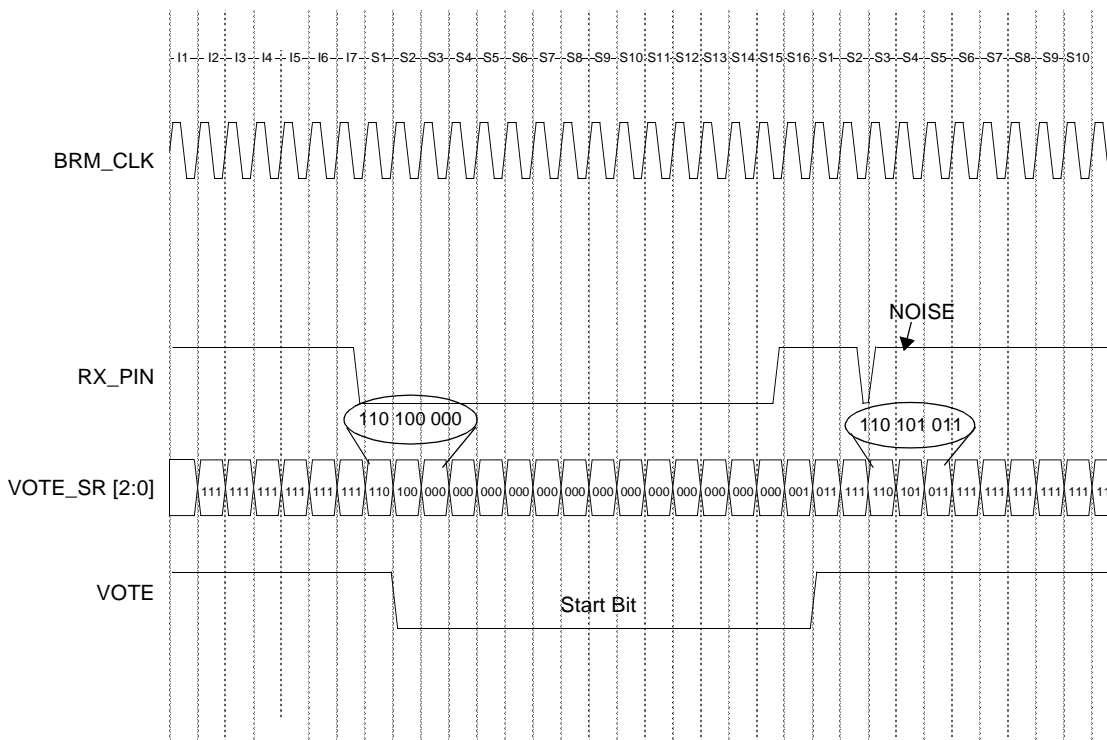 I1 I2 I3 I4 I5 I6 I7 S1 S2 S3 S4 S5 S6 S7 S8 S9 S10 S11 S12 S13 S14 S15 S16 S1 S2 S3 S4 S5 S6 S7 S8 S9 S10
BRM_CLK
NOISE
RX_PIN
110 100 000
110 101 011
VOTE_SR [2:0]
111 111 111 111 111 111 110 100 000 000 000 000 000 000 000 000 000 000 000 000 000 001 011 111 110 101 011 111 111 111 111 111 11
VOTE
Start Bit